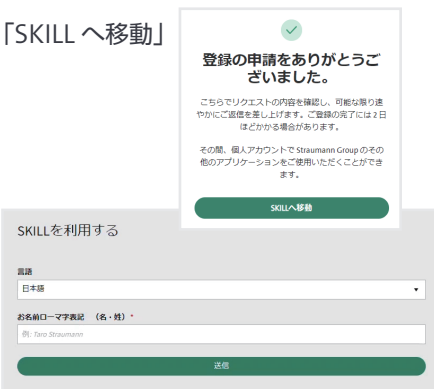 「SKILL へ移動」
登録の申請をありがとうご
ざいました。
こちらでリクエストの内容を確認し、可能な限り速
やかにご返信を差し上げます。ご登録の完了には2日
ほどかかる場合があります。
その間、個人アカウントで Straumann Group のその
他のアプリケーションをご使用いただくことができ
ます。
SKILLへ移動
SKILLを利用する
言語
日本語
お名前ローマ字表記 （名・姓） *
例: Taro Straumann
送信